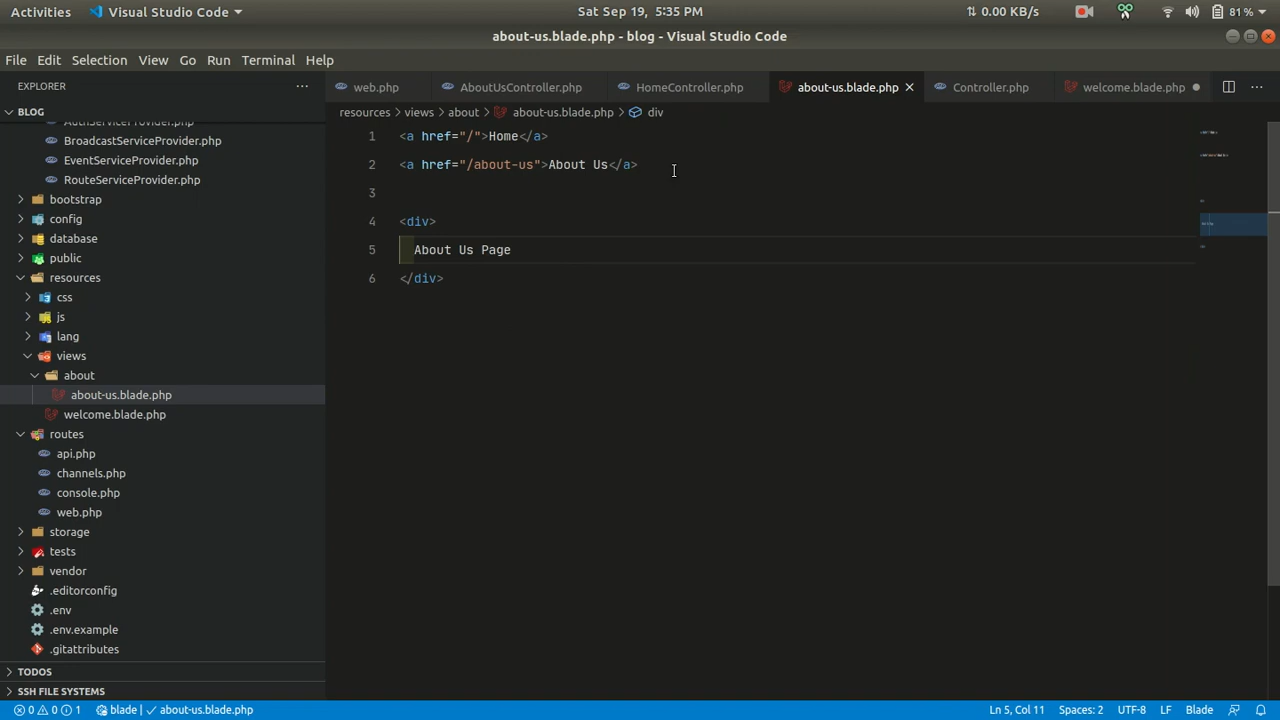 Activities Visual Studio Code Sat Sep 19, 5:35 PM 0.00 KB/s 81 %
about-us.blade.php - blog - Visual Studio Code
File Edit Selection View Go Run Terminal Help
EXPLORER
web.php AboutUsController.php HomeController.php about-us.blade.php Controller.php welcome.blade.php
BLOG
resources > views > about > about-us.blade.php > div
AuthServiceProvider.php
BroadcastServiceProvider.php
EventServiceProvider.php
RouteServiceProvider.php
bootstrap
config
database
public
resources
css
js
lang
views
about
about-us.blade.php
welcome.blade.php
routes
api.php
channels.php
console.php
web.php
storage
tests
vendor
.editorconfig
.env
.env.example
.gitattributes
TODOS
SSH FILE SYSTEMS
1 <a href="/">Home</a>
2 <a href="/about-us">About Us</a>
3
4 <div>
5 About Us Page
6 </div>
0 0 1 blade | about-us.blade.php Ln 5, Col 11 Spaces: 2 UTF-8 LF Blade